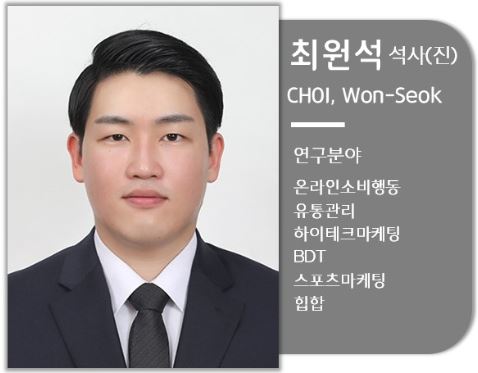 최원석 석사(진)
CHOI, Won-Seok
연구분야
온라인소비행동
유통관리
하이테크마케팅
BDT
스포츠마케팅
힙합